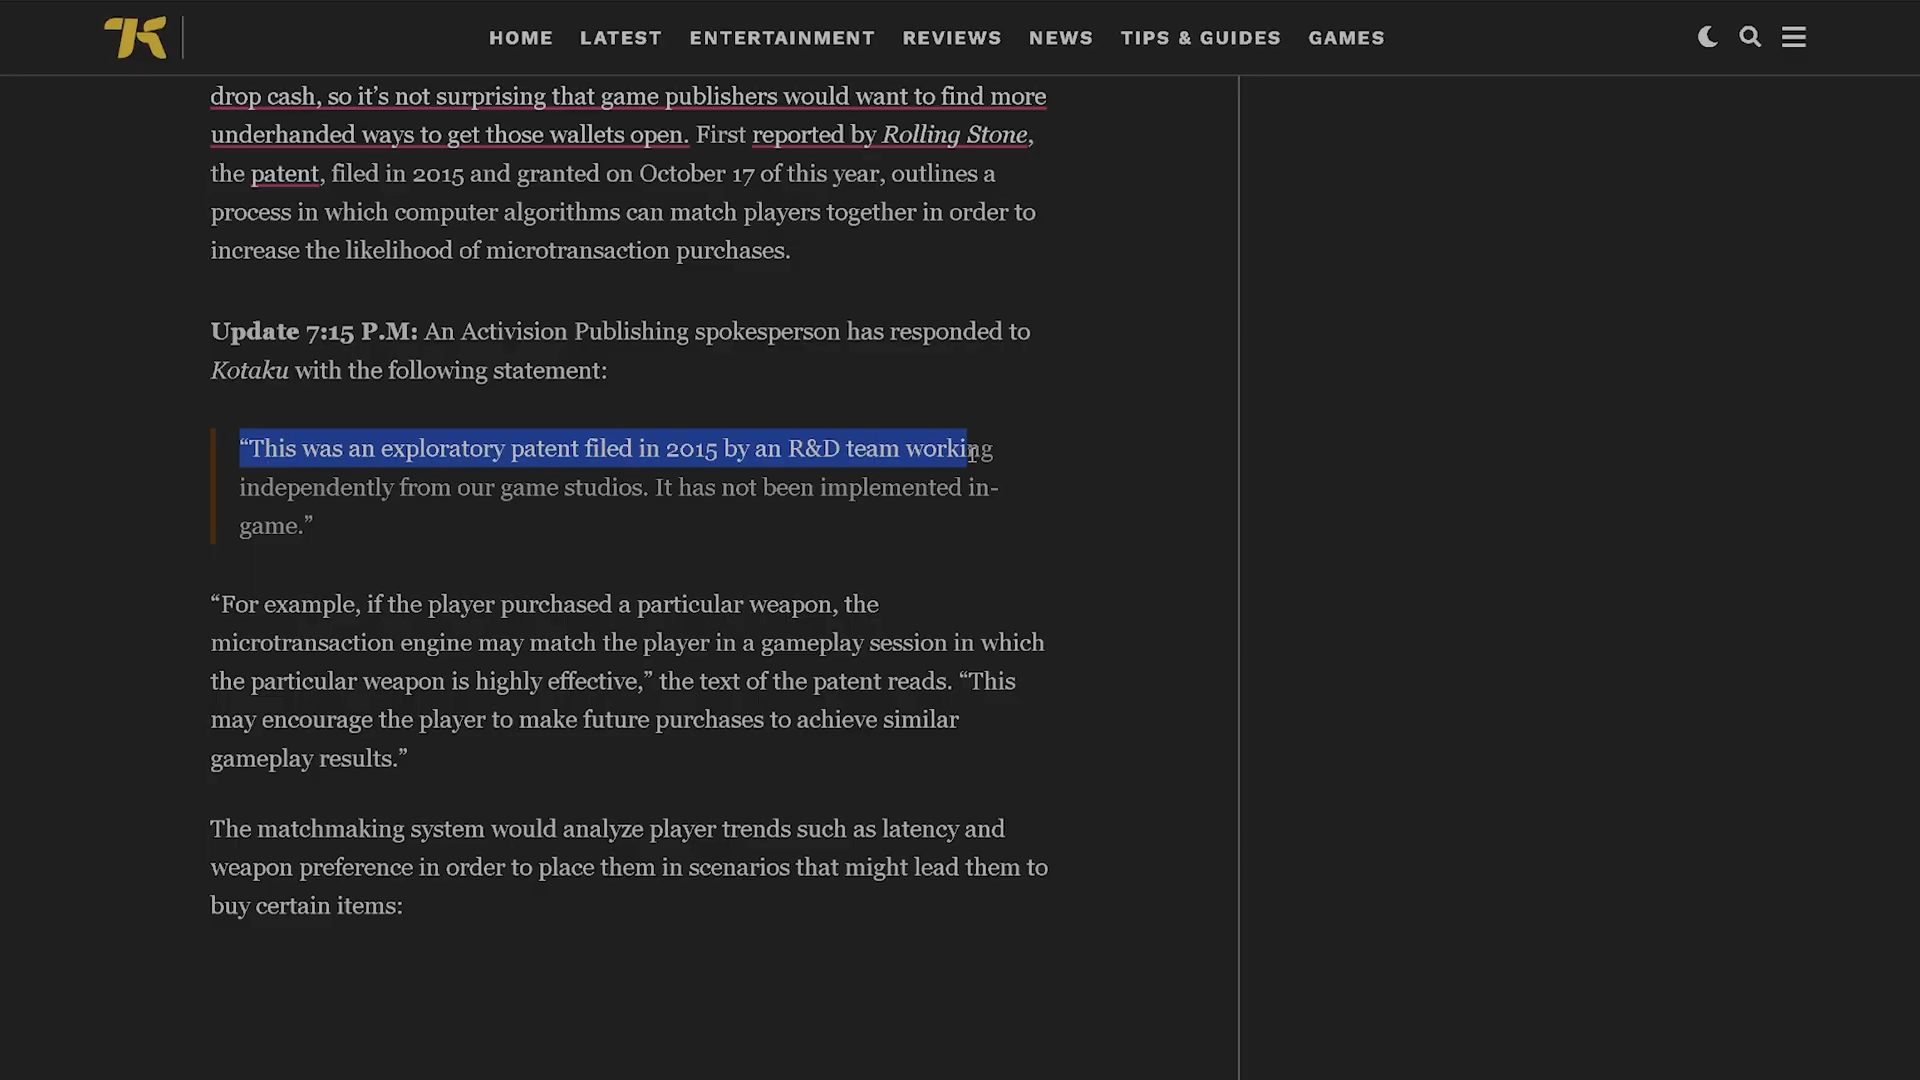 HOME LATEST ENTERTAINMENT REVIEWS NEWS TIPS & GUIDES GAMES
drop cash, so it’s not surprising that game publishers would want to find more
underhanded ways to get those wallets open. First reported by Rolling Stone,
the patent, filed in 2015 and granted on October 17 of this year, outlines a
process in which computer algorithms can match players together in order to
increase the likelihood of microtransaction purchases.
Update 7:15 P.M: An Activision Publishing spokesperson has responded to
Kotaku with the following statement:
“This was an exploratory patent filed in 2015 by an R&D team working
independently from our game studios. It has not been implemented in-
game.”
“For example, if the player purchased a particular weapon, the
microtransaction engine may match the player in a gameplay session in which
the particular weapon is highly effective,” the text of the patent reads. “This
may encourage the player to make future purchases to achieve similar
gameplay results.”
The matchmaking system would analyze player trends such as latency and
weapon preference in order to place them in scenarios that might lead them to
buy certain items: